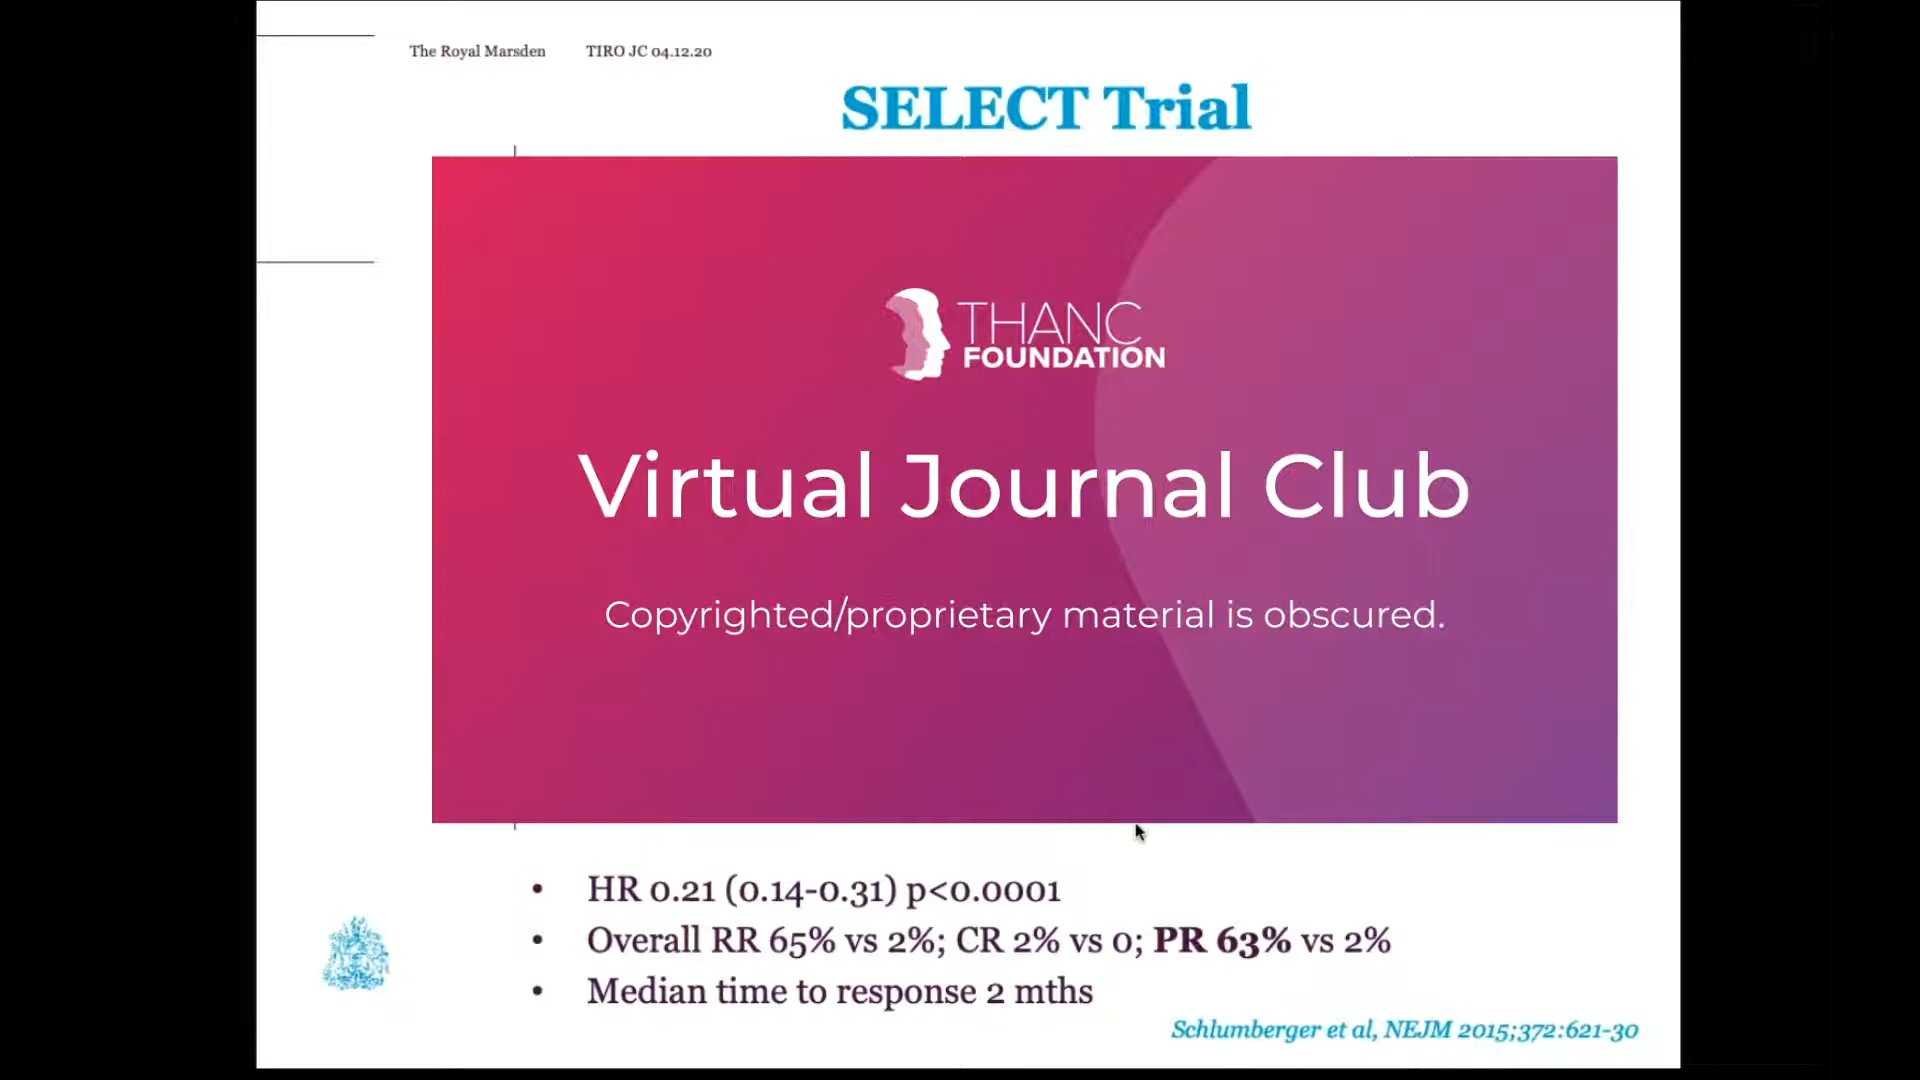 The Royal Marsden TIRO JC 04.12.20
SELECT Trial
THANC
FOUNDATION
Virtual Journal Club
Copyrighted/proprietary material is obscured.
• HR 0.21 (0.14-0.31) p<0.0001
• Overall RR 65% vs 2%; CR 2% vs 0; PR 63% vs 2%
• Median time to response 2 mths
Schlumberger et al, NEJM 2015;372:621-30